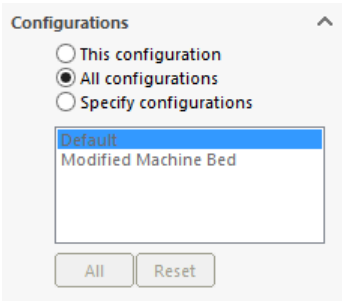 Configurations
This configuration
All configurations
Specify configurations
Default
Modified Machine Bed
All
Reset